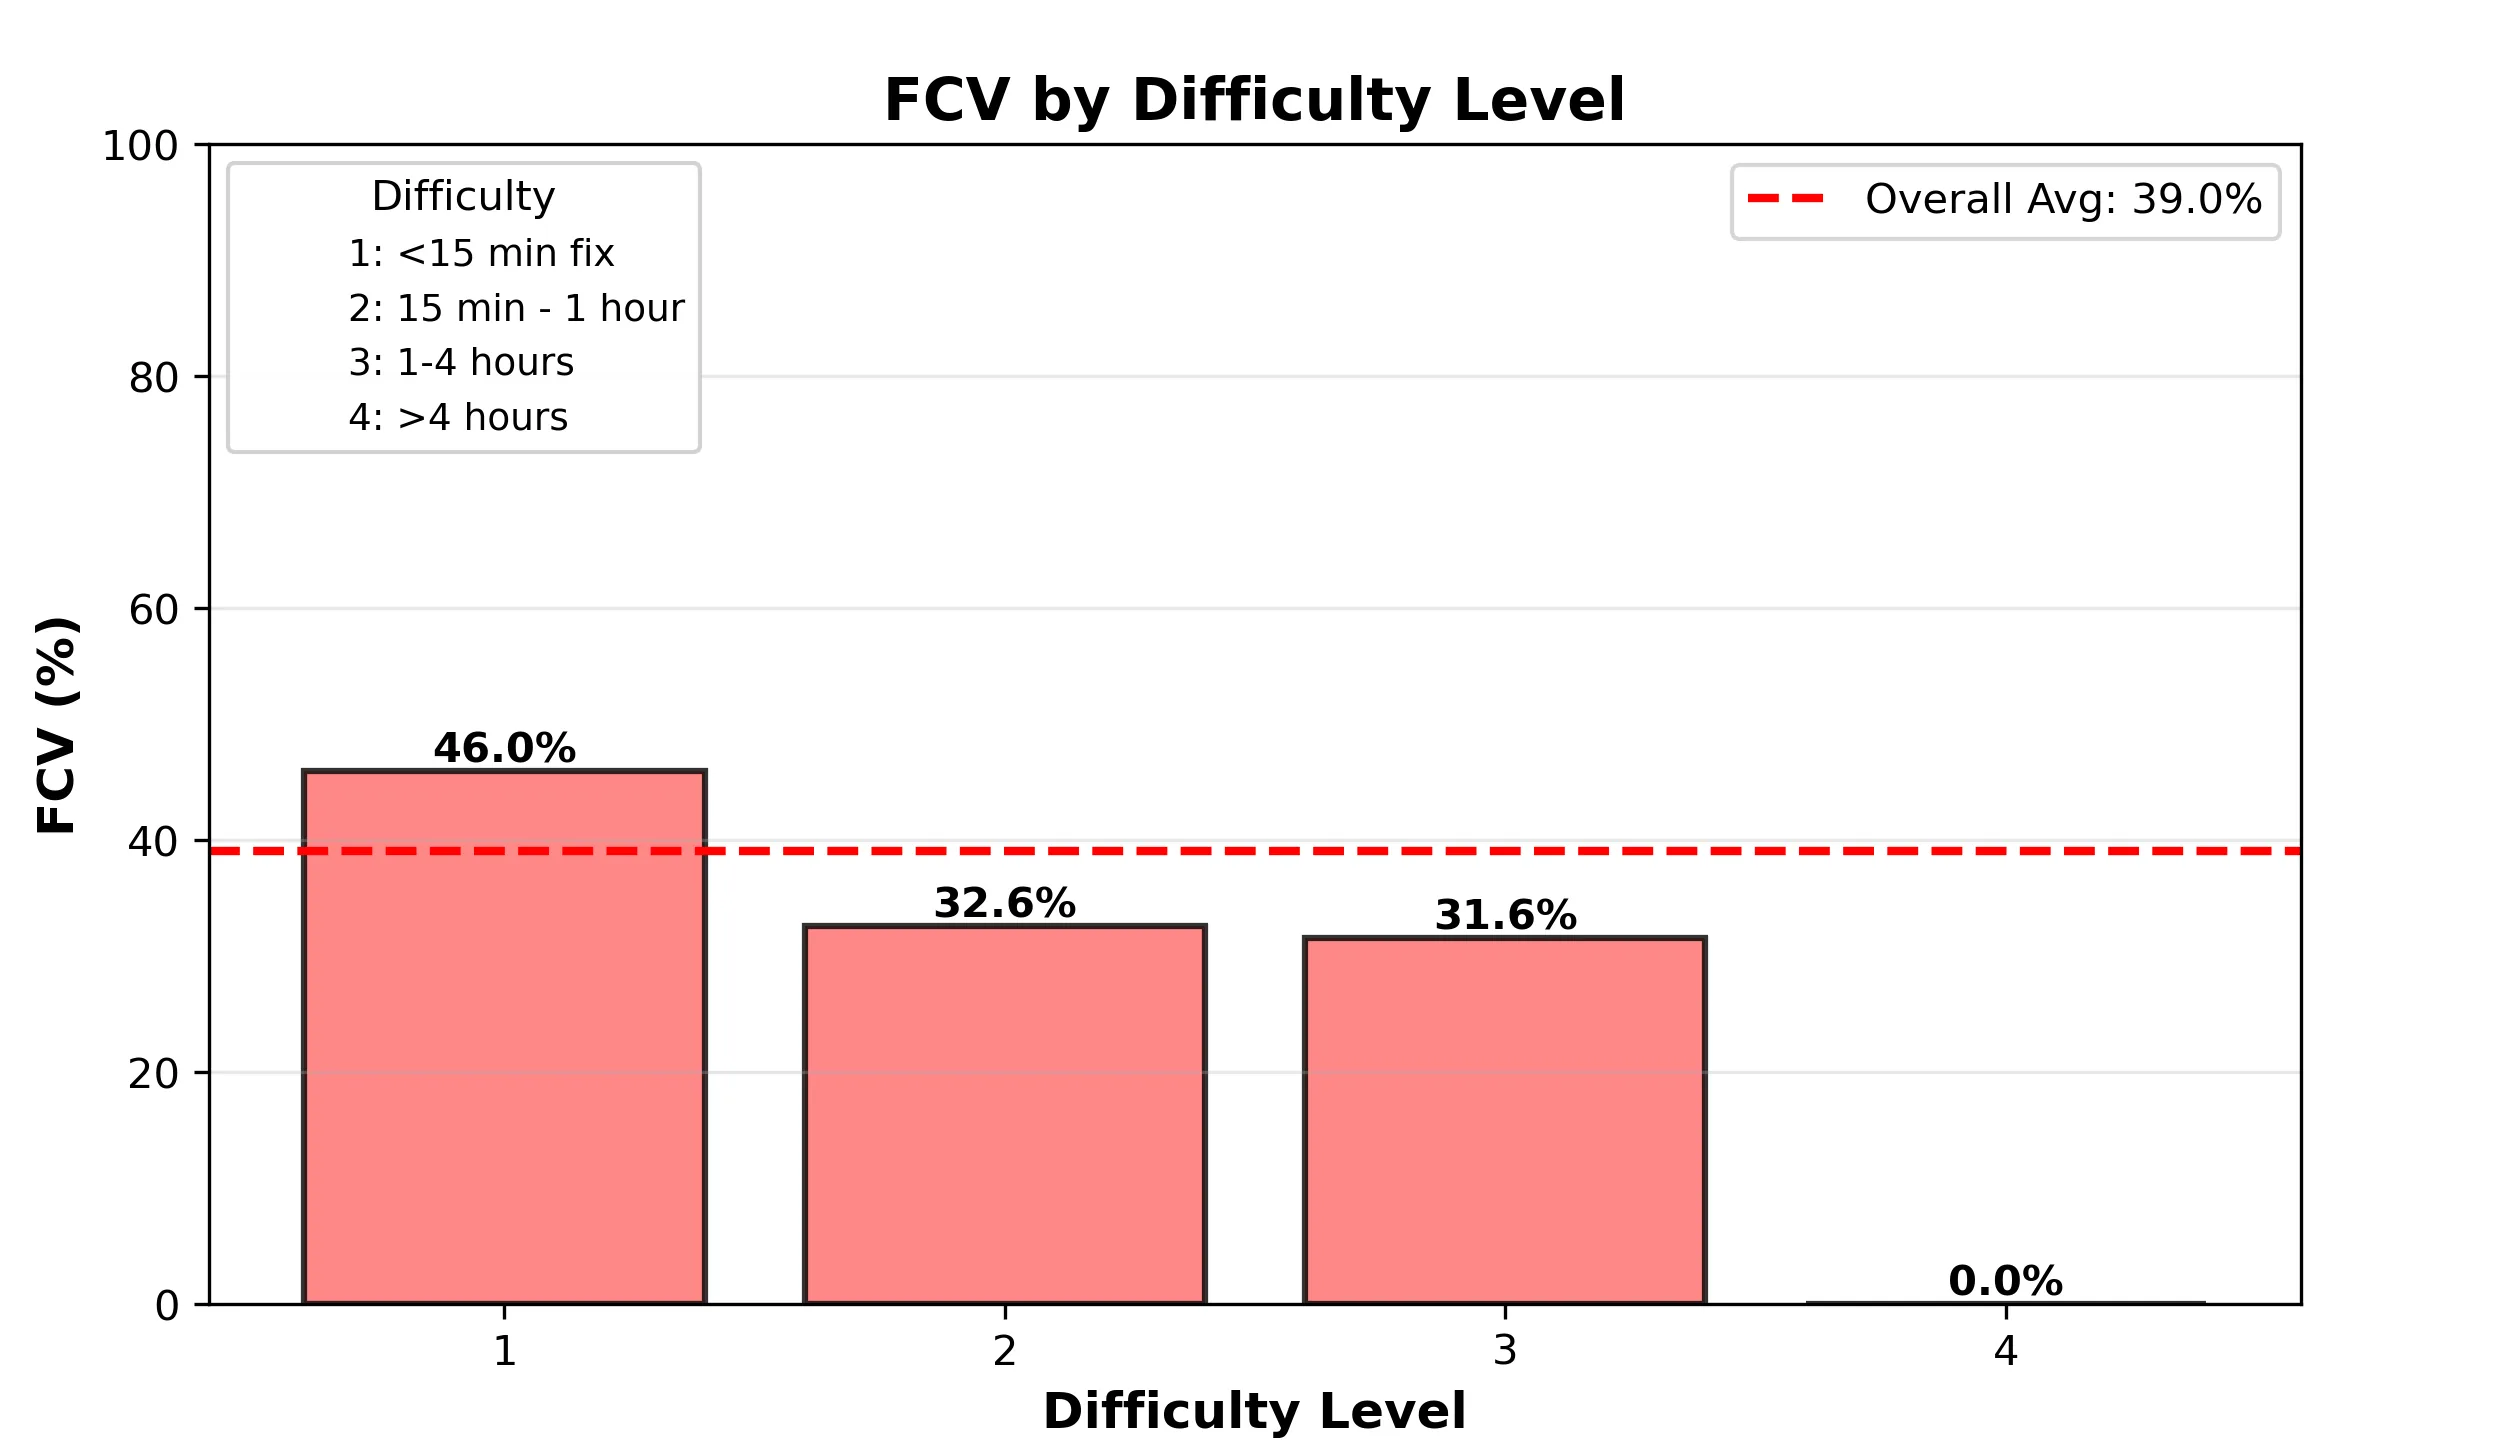 FCV by Difficulty Level
Difficulty
1: <15 min fix
2: 15 min - 1 hour
3: 1-4 hours
4: >4 hours
Overall Avg: 39.0%
FCV (%)
100
80
60
40
20
0
46.0%
32.6%
31.6%
0.0%
1
2
3
4
Difficulty Level